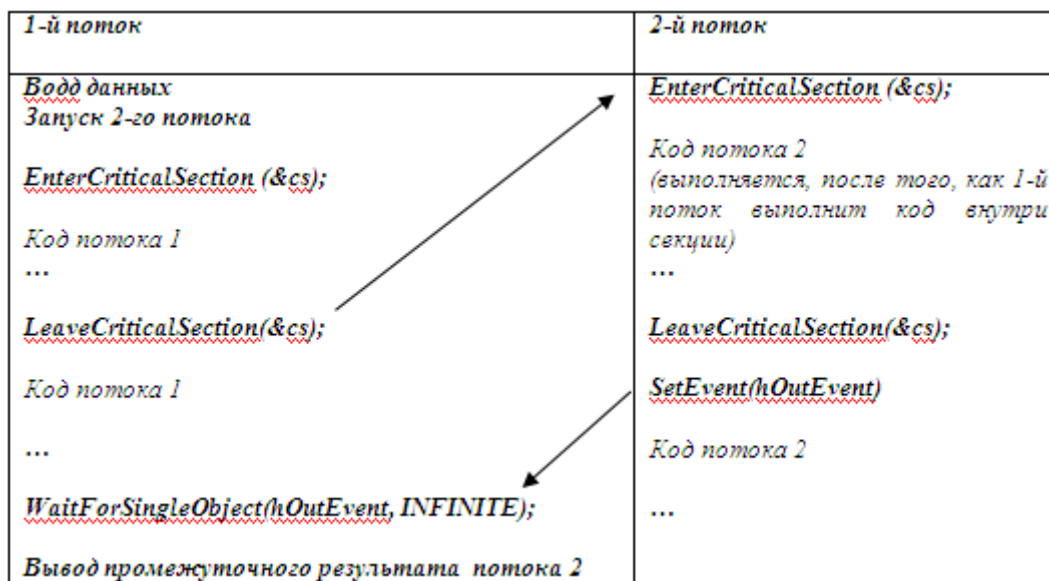 1-й поток
2-й поток
Водд данных
Запуск 2-го потока
EnterCriticalSection (&cs);
Код потока 1
...
LeaveCriticalSection(&cs);
Код потока 1
...
WaitForSingleObject(hOutEvent, INFINITE);
Вывод промежуточного результата потока 2
EnterCriticalSection (&cs);
Код потока 2
(выполняется, после того, как 1-й
поток выполнит код внутри
секции)
...
LeaveCriticalSection(&cs);
SetEvent(hOutEvent)
Код потока 2
...